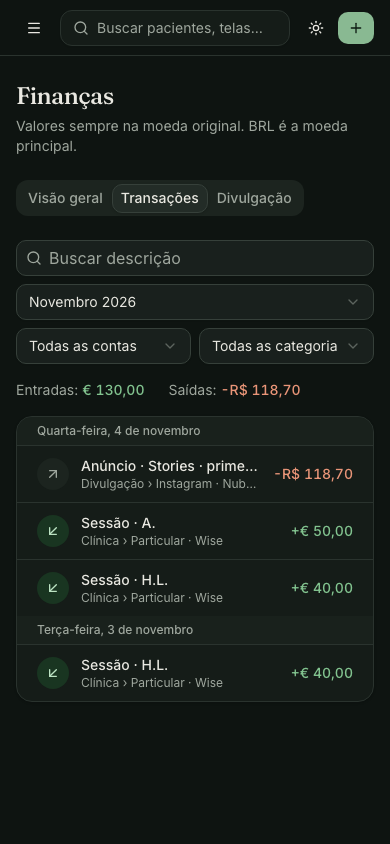 Buscar pacientes, telas...
Finanças
Valores sempre na moeda original. BRL é a moeda
principal.
Visão geral
Transações
Divulgação
Buscar descrição
Novembro 2026
Todas as contas
Todas as categoria
Entradas: € 130,00
Saídas: -R$ 118,70
Quarta-feira, 4 de novembro
Anúncio · Stories · prime...
-R$ 118,70
Divulgação › Instagram · Nub...
Sessão · A.
+€ 50,00
Clínica › Particular · Wise
Sessão · H.L.
+€ 40,00
Clínica › Particular · Wise
Terça-feira, 3 de novembro
Sessão · H.L.
+€ 40,00
Clínica › Particular · Wise